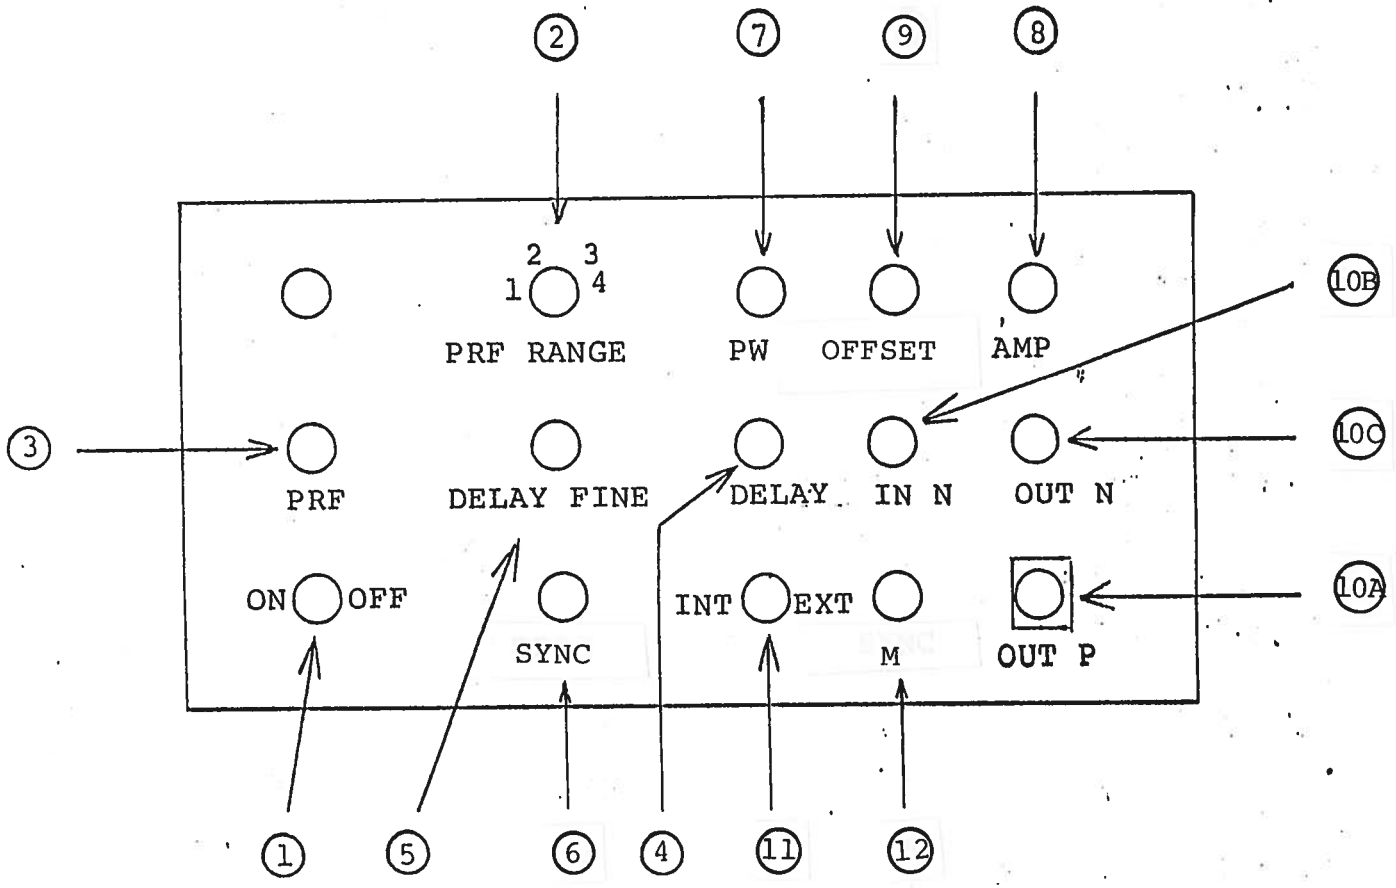 2 7 9 8
2 3
1 4
10B
PRF RANGE PW OFFSET AMP
3
10C
PRF DELAY FINE DELAY IN N OUT N
ON OFF INT EXT
10A
SYNC M OUT P
1 5 6 4 11 12